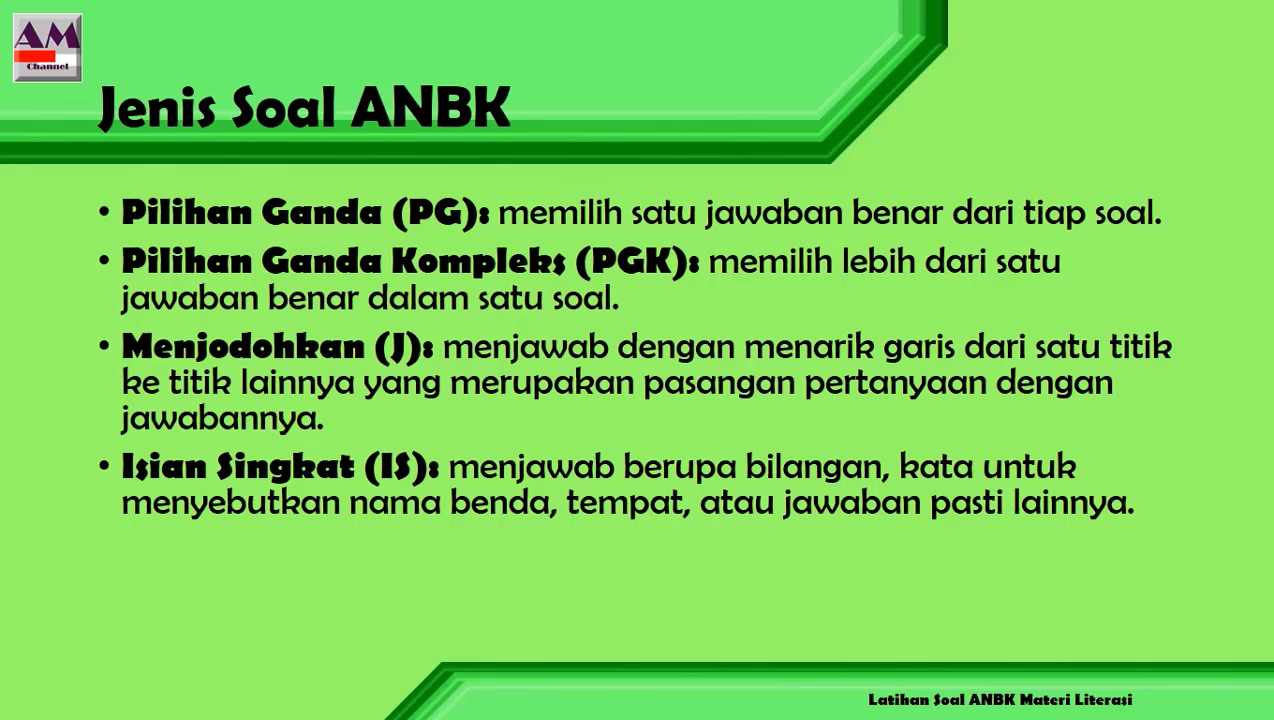 AM
Channel
Jenis Soal ANBK
• Pilihan Ganda (PG): memilih satu jawaban benar dari tiap soal.
• Pilihan Ganda Kompleks (PGK): memilih lebih dari satu
jawaban benar dalam satu soal.
• Menjodohkan (J): menjawab dengan menarik garis dari satu titik
ke titik lainnya yang merupakan pasangan pertanyaan dengan
jawabannya.
• Isian Singkat (IS): menjawab berupa bilangan, kata untuk
menyebutkan nama benda, tempat, atau jawaban pasti lainnya.
Latihan Soal ANBK Materi Literasi